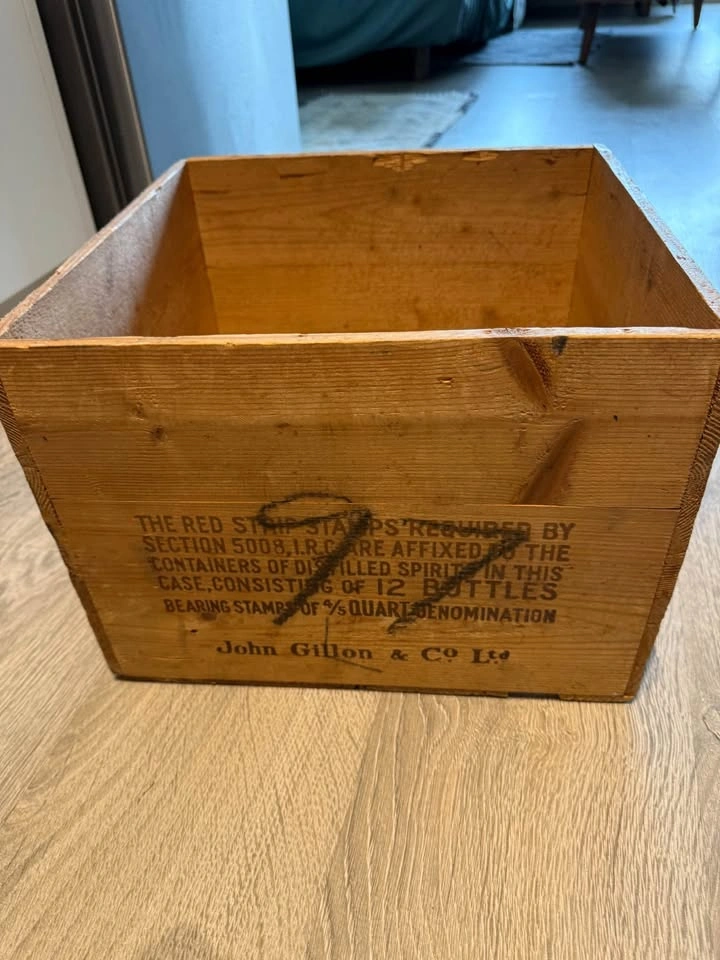 THE RED STRIP STAMPS REQUIRED BY
SECTION 5008, I.R.C. ARE AFFIXED TO THE
CONTAINERS OF DISTILLED SPIRITS IN THIS
CASE, CONSISTING OF 12 BOTTLES
BEARING STAMPS OF 4/5 QUART DENOMINATION
John Gillon & Co Ltd